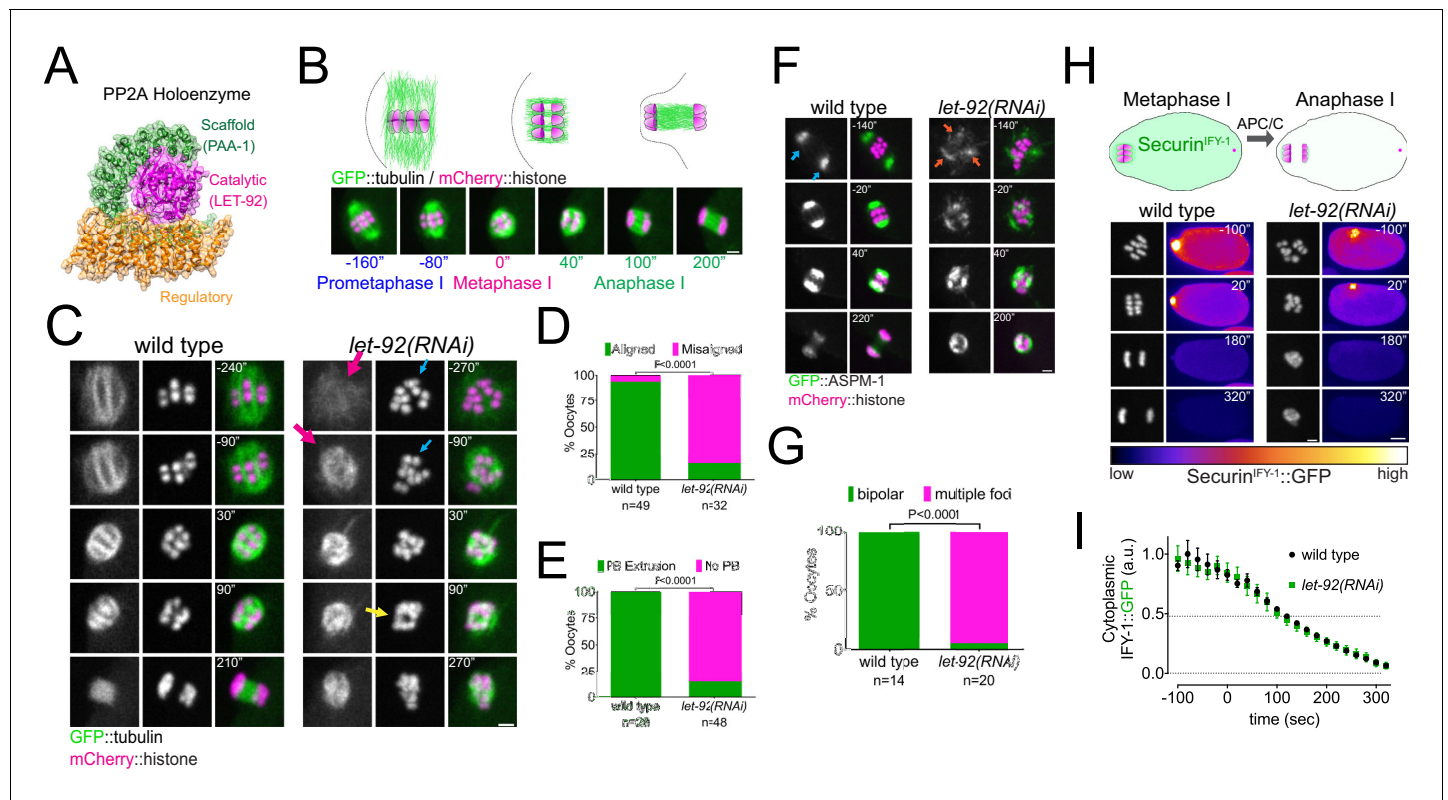 A
PP2A Holoenzyme
Scaffold
(PAA-1)
Catalytic
(LET-92)
Regulatory
B
GFP::tubulin / mCherry::histone
-160” -80” 0” 40” 100” 200”
Prometaphase I Metaphase I Anaphase I
C
wild type let-92(RNAi)
-240” -270”
-90” -90”
30” 30”
90” 90”
210” 270”
GFP::tubulin
mCherry::histone
D
Aligned Misaigned
P<0.0001
% Oocytes
100
75
50
25
0
wild type let-92(RNAi)
n=49 n=32
E
PB Extrusion No PB
P<0.0001
% Oocytes
100
75
50
25
0
wild type let-92(RNAi)
n=28 n=48
F
wild type let-92(RNAi)
-140” -140”
-20” -20”
40” 40”
220” 200”
GFP::ASPM-1
mCherry::histone
G
bipolar multiple foci
P<0.0001
% Oocytes
100
50
0
wild type let-92(RNAi)
n=14 n=20
H
Metaphase I Anaphase I
APC/C
Securin IFY-1
wild type let-92(RNAi)
-100” -100”
20” 20”
180” 180”
320” 320”
low high
Securin IFY-1::GFP
I
Cytoplasmic
IFY-1::GFP (a.u.)
1.0
0.5
0.0
wild type
let-92(RNAi)
-100 0 100 200 300
time (sec)